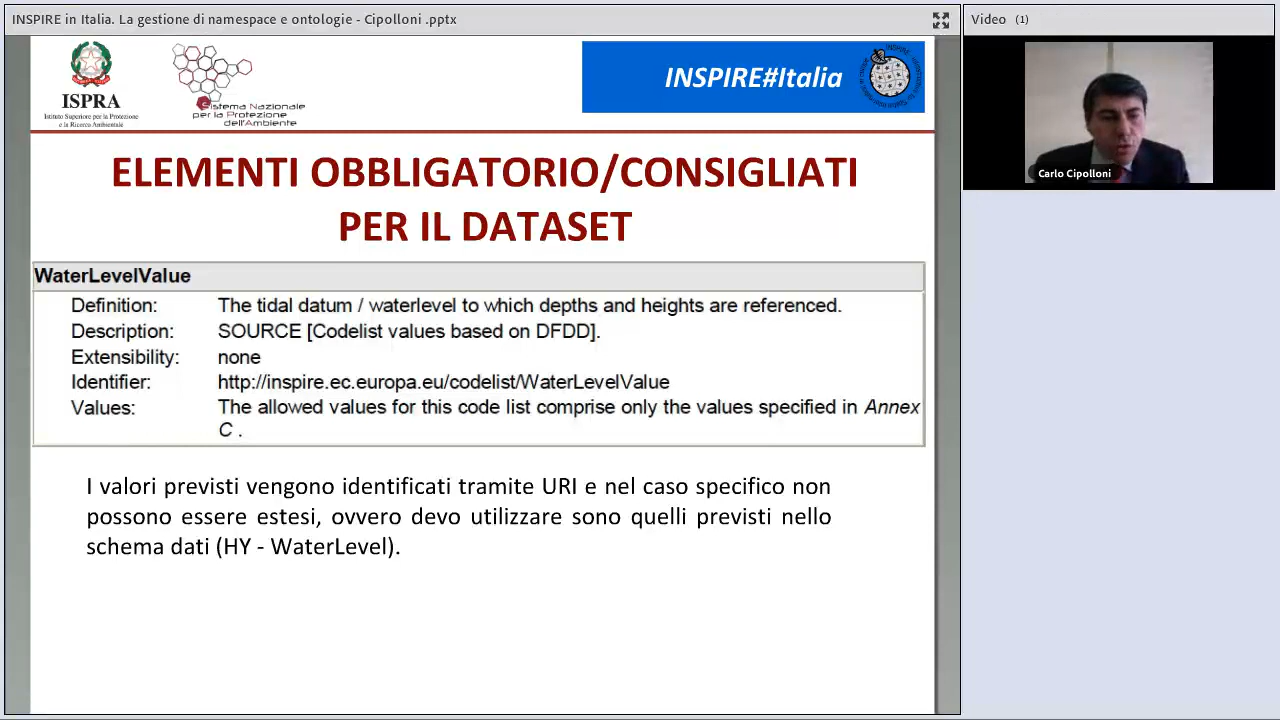 INSPIRE in Italia. La gestione di namespace e ontologie - Cipolloni .pptx
Video (1)
ISPRA
Istituto Superiore per la Protezione
e la Ricerca Ambientale
Sistema Nazionale
per la Protezione
dell'Ambiente
INSPIRE#Italia
Carlo Cipolloni
ELEMENTI OBBLIGATORIO/CONSIGLIATI
PER IL DATASET
WaterLevelValue
Definition: The tidal datum / waterlevel to which depths and heights are referenced.
Description: SOURCE [Codelist values based on DFDD].
Extensibility: none
Identifier: http://inspire.ec.europa.eu/codelist/WaterLevelValue
Values: The allowed values for this code list comprise only the values specified in Annex
C .
I valori previsti vengono identificati tramite URI e nel caso specifico non
possono essere estesi, ovvero devo utilizzare sono quelli previsti nello
schema dati (HY - WaterLevel).